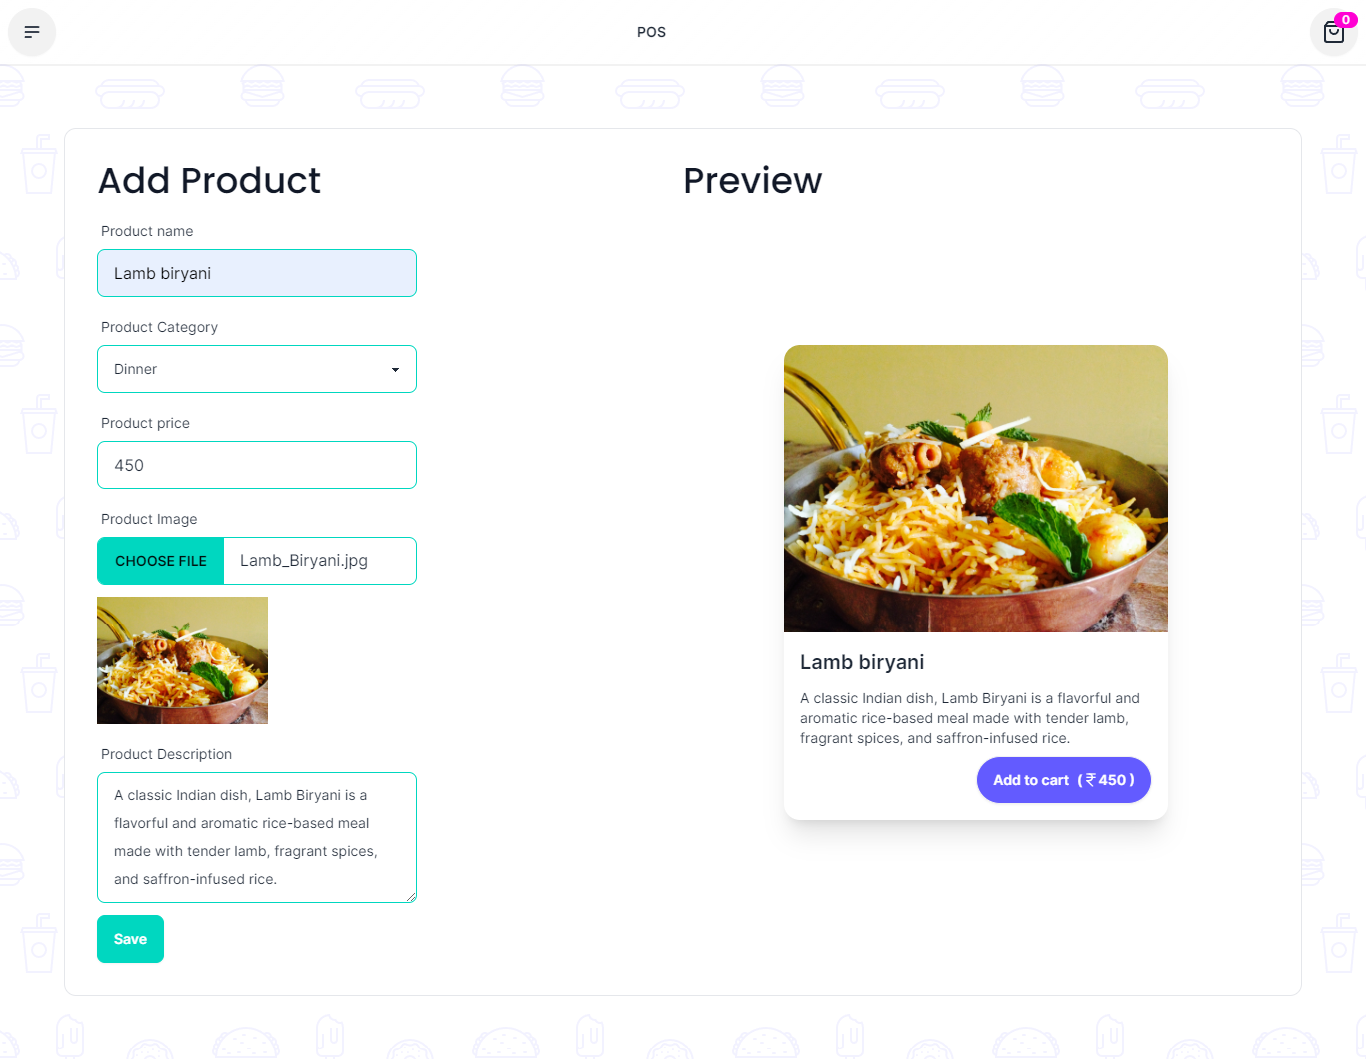 POS
0
Add Product
Product name
Lamb biryani
Product Category
Dinner
Product price
450
Product Image
CHOOSE FILE Lamb_Biryani.jpg
Product Description
A classic Indian dish, Lamb Biryani is a
flavorful and aromatic rice-based meal
made with tender lamb, fragrant spices,
and saffron-infused rice.
Save
Preview
Lamb biryani
A classic Indian dish, Lamb Biryani is a flavorful and
aromatic rice-based meal made with tender lamb,
fragrant spices, and saffron-infused rice.
Add to cart ( ₹ 450 )